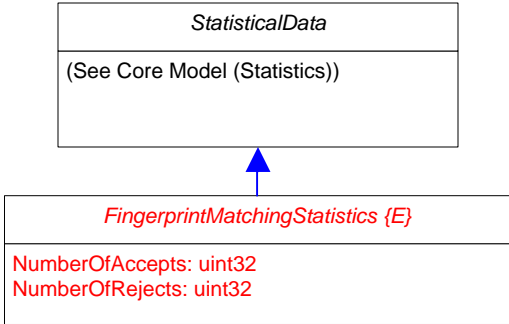 StatisticalData
(See Core Model (Statistics))
FingerprintMatchingStatistics {E}
NumberOfAccepts: uint32
NumberOfRejects: uint32